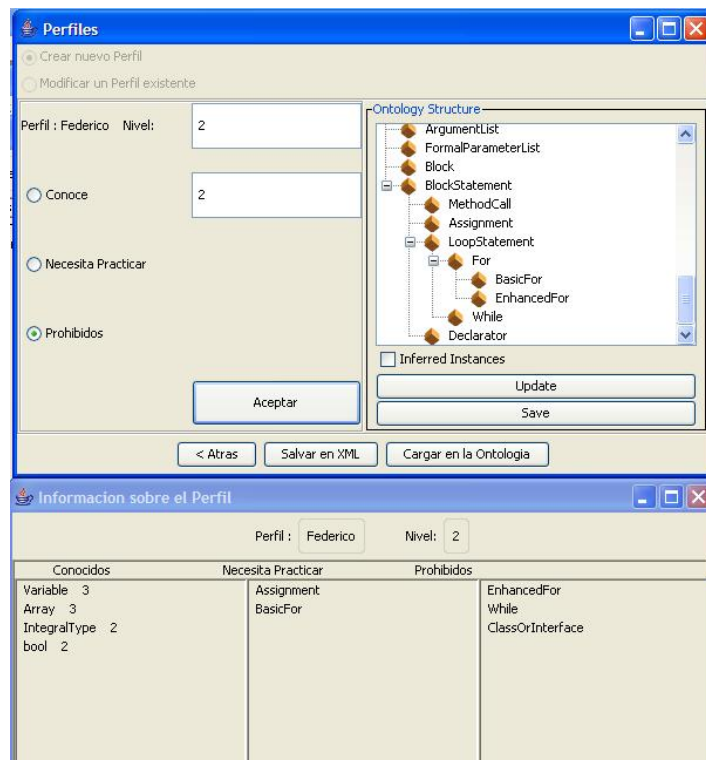 Perfiles
Crear nuevo Perfil
Modificar un Perfil existente
Perfil : Federico Nivel: 2
Conoce 2
Necesita Practicar
Prohibidos
Aceptar
Ontology Structure
ArgumentList
FormalParameterList
Block
BlockStatement
MethodCall
Assignment
LoopStatement
For
BasicFor
EnhancedFor
While
Declarator
Inferred Instances
Update
Save
< Atras Salvar en XML Cargar en la Ontologia
Informacion sobre el Perfil
Perfil : Federico Nivel: 2
Conocidos Necesita Practicar Prohibidos
Variable 3 Assignment EnhancedFor
Array 3 BasicFor While
IntegralType 2 ClassOrInterface
bool 2